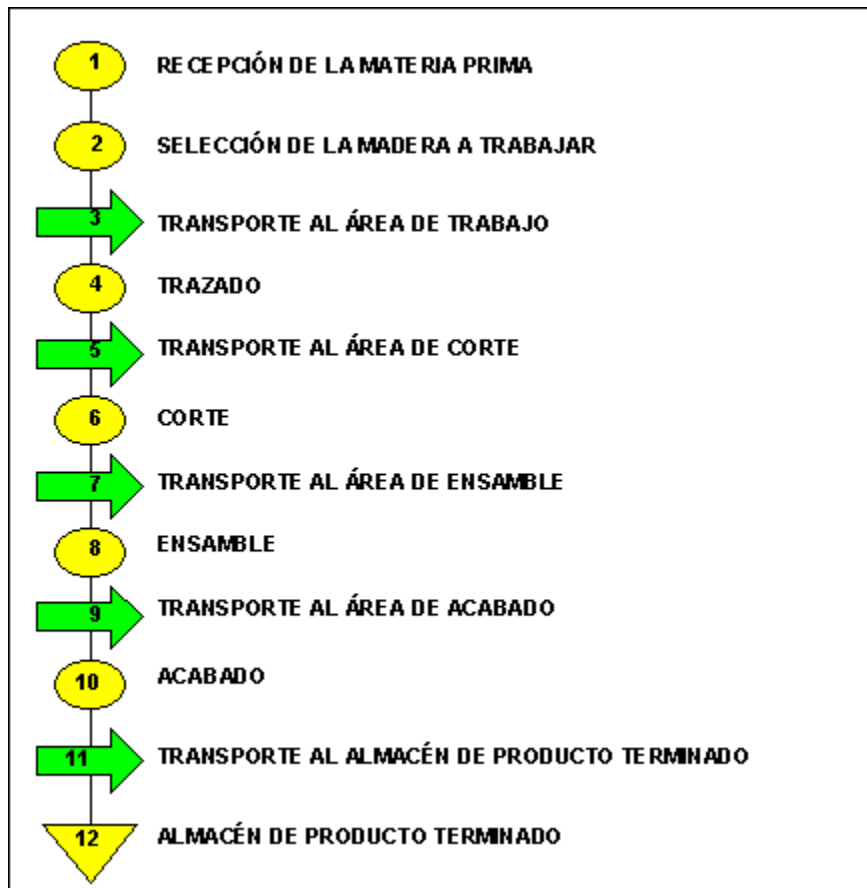 1 RECEPCIÓN DE LA MATERIA PRIMA
2 SELECCIÓN DE LA MADERA A TRABAJAR
3 TRANSPORTE AL ÁREA DE TRABAJO
4 TRAZADO
5 TRANSPORTE AL ÁREA DE CORTE
6 CORTE
7 TRANSPORTE AL ÁREA DE ENSAMBLE
8 ENSAMBLE
9 TRANSPORTE AL ÁREA DE ACABADO
10 ACABADO
11 TRANSPORTE AL ALMACÉN DE PRODUCTO TERMINADO
12 ALMACÉN DE PRODUCTO TERMINADO